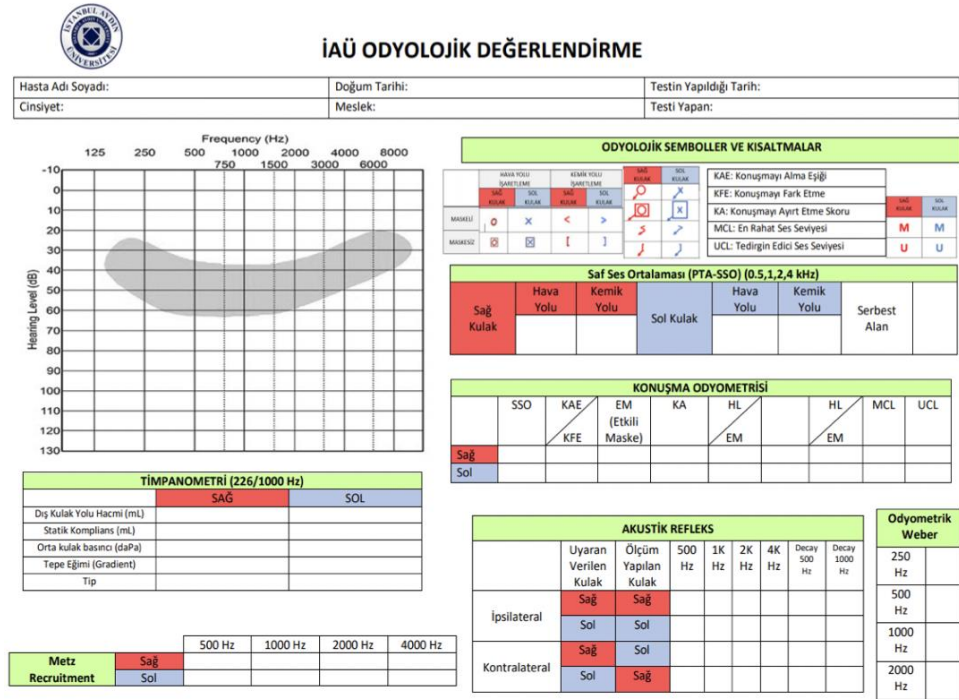 İSTANBUL AYDIN
ÜNİVERSİTESİ
İAÜ ODYOLOJİK DEĞERLENDİRME
Hasta Adı Soyadı: Doğum Tarihi: Testin Yapıldığı Tarih:
Cinsiyet: Meslek: Testi Yapan:
Frequency (Hz)
125 250 500 1000 2000 4000 8000
750 1500 3000 6000
Hearing Level (dB)
-10
0
10
20
30
40
50
60
70
80
90
100
110
120
130
ODYOLOJİK SEMBOLLER VE KISALTMALAR
HAVA YOLU İŞARETLEME KEMİK YOLU İŞARETLEME SAĞ KULAK SOL KULAK
SAĞ KULAK SOL KULAK SAĞ KULAK SOL KULAK
MASKELİ O X < >
MASKESİZ [ ]
KAE: Konuşmayı Alma Eşiği
KFE: Konuşmayı Fark Etme
KA: Konuşmayı Ayırt Etme Skoru
MCL: En Rahat Ses Seviyesi
UCL: Tedirgin Edici Ses Seviyesi
SAĞ KULAK SOL KULAK
M M
U U
Saf Ses Ortalaması (PTA-SSO) (0.5,1,2,4 kHz)
Sağ Kulak Hava Yolu Kemik Yolu Sol Kulak Hava Yolu Kemik Yolu Serbest Alan
KONUŞMA ODYOMETRİSİ
SSO KAE KFE EM (Etkili Maske) KA HL EM HL EM MCL UCL
Sağ
Sol
TİMPANOMETRİ (226/1000 Hz)
SAĞ SOL
Dış Kulak Yolu Hacmi (mL)
Statik Komplians (mL)
Orta kulak basıncı (daPa)
Tepe Eğimi (Gradient)
Tip
AKUSTİK REFLEKS
Uyaran Verilen Kulak Ölçüm Yapılan Kulak 500 Hz 1K Hz 2K Hz 4K Hz Decay 500 Hz Decay 1000 Hz
İpsilateral Sağ Sağ
Sol Sol
Kontralateral Sağ Sol
Sol Sağ
Odyometrik Weber
250 Hz
500 Hz
1000 Hz
2000 Hz
500 Hz 1000 Hz 2000 Hz 4000 Hz
Metz Recruitment Sağ
Sol